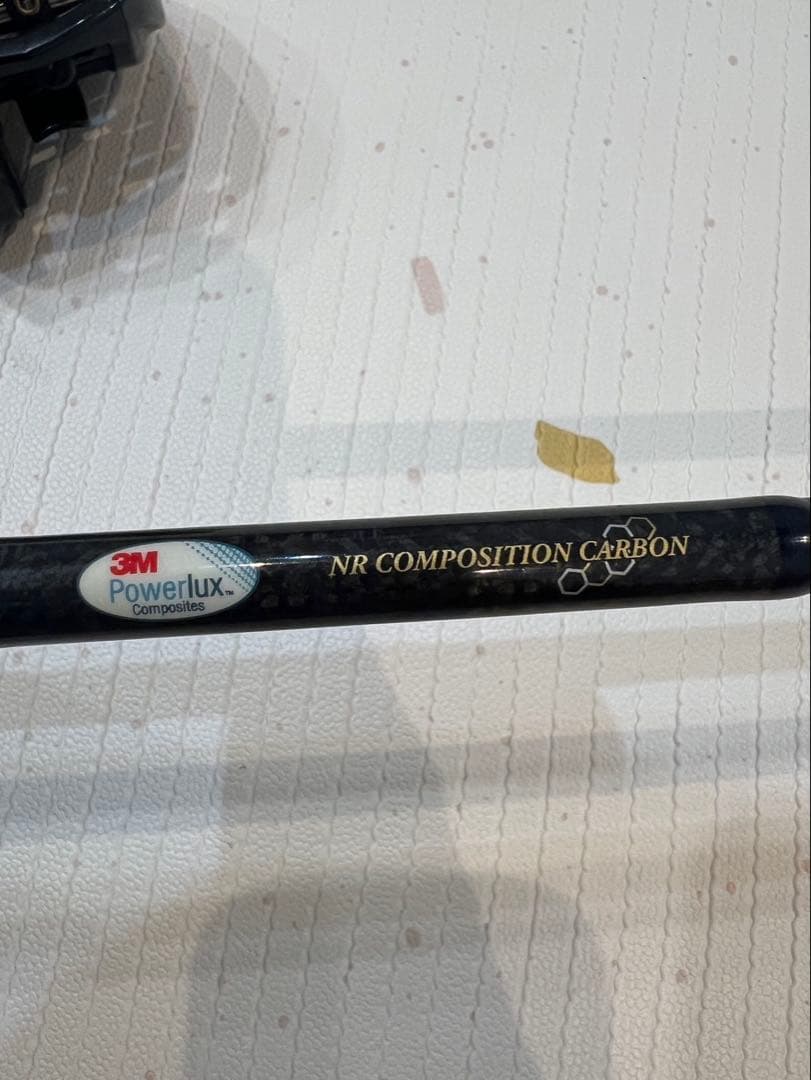 3M
Powerlux™
Composites
NR COMPOSITION CARBON